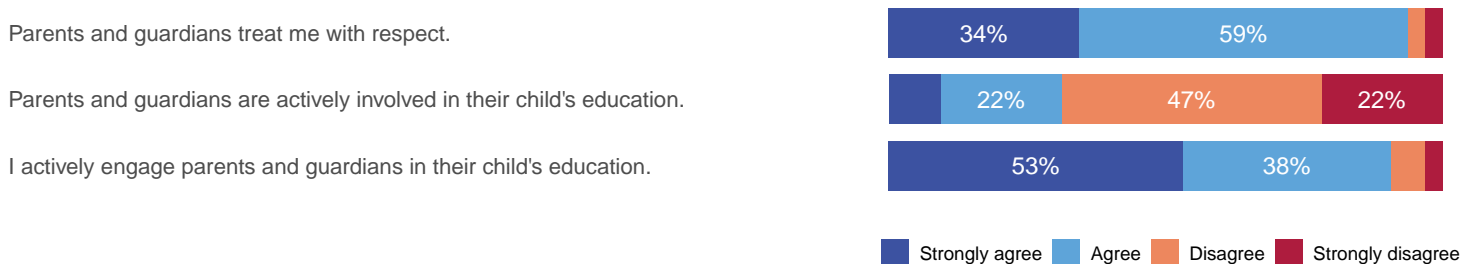 Parents and guardians treat me with respect.
34% 59%
Parents and guardians are actively involved in their child's education.
22% 47% 22%
I actively engage parents and guardians in their child's education.
53% 38%
Strongly agree Agree Disagree Strongly disagree